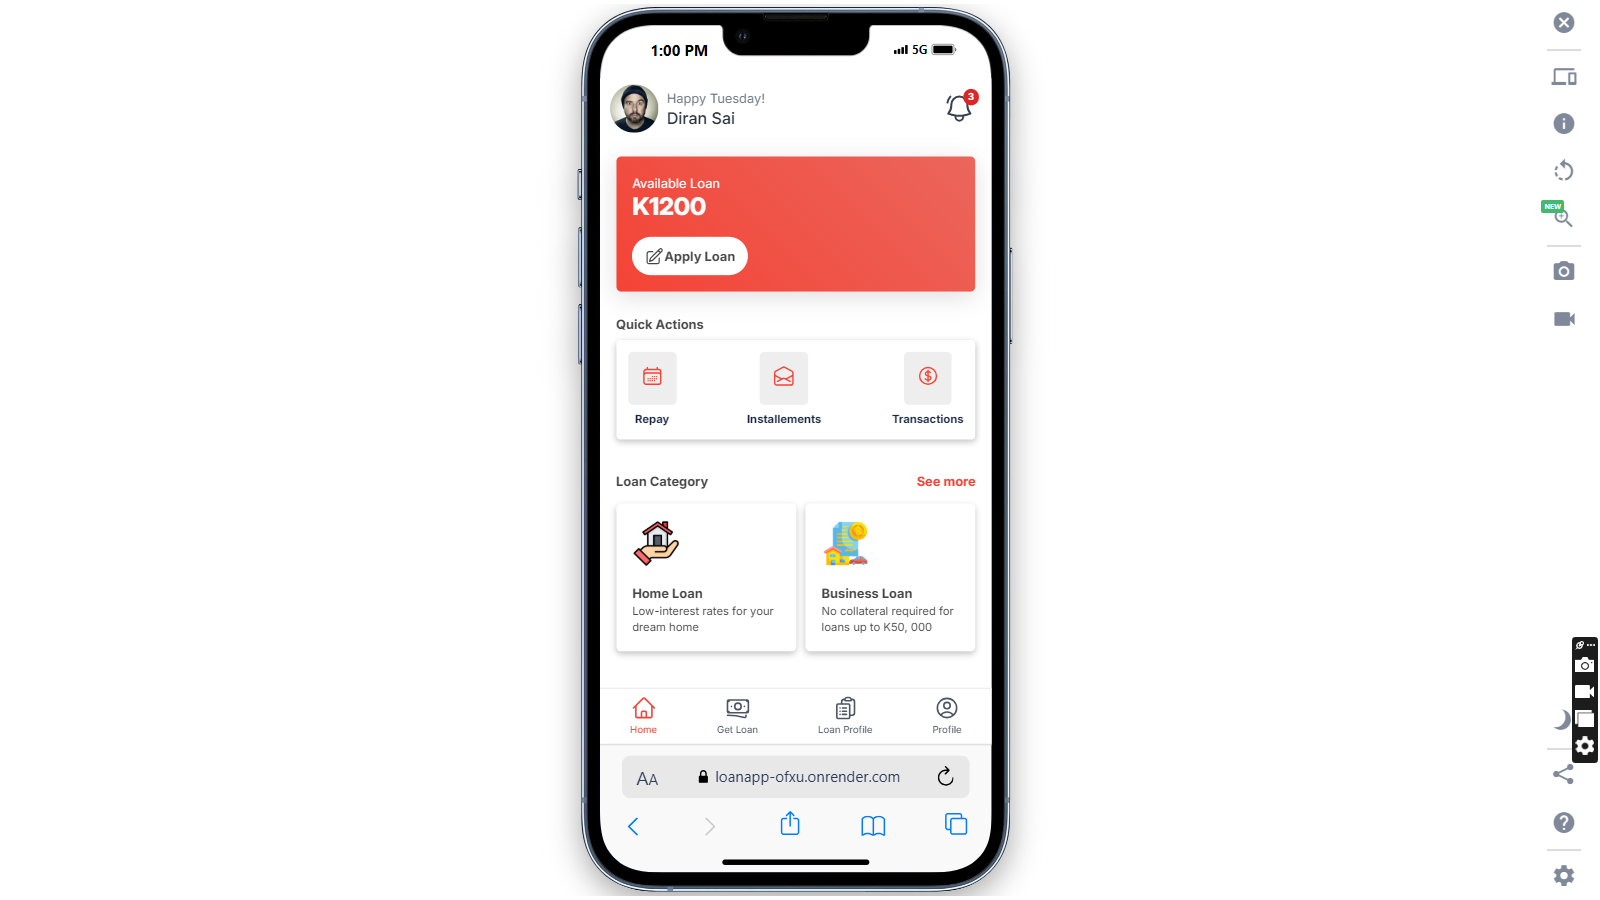 1:00 PM
5G
Happy Tuesday!
Diran Sai
3
Available Loan
K1200
Apply Loan
Quick Actions
Repay
Installements
Transactions
Loan Category
See more
Home Loan
Low-interest rates for your
dream home
Business Loan
No collateral required for
loans up to K50, 000
Home
Get Loan
Loan Profile
Profile
AA
loanapp-ofxu.onrender.com
NEW